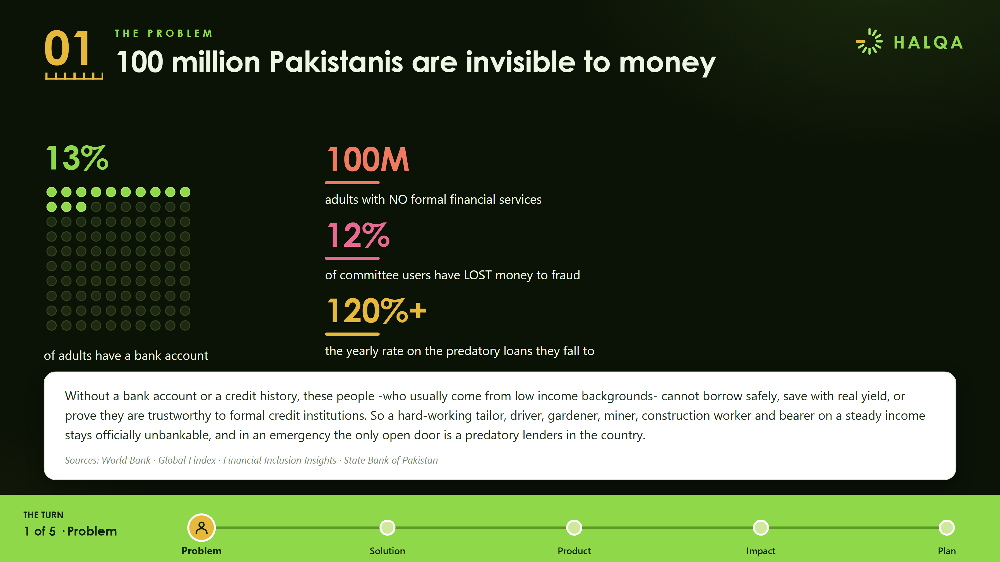 01
THE PROBLEM
100 million Pakistanis are invisible to money
HALQA
13%
of adults have a bank account
100M
adults with NO formal financial services
12%
of committee users have LOST money to fraud
120%+
the yearly rate on the predatory loans they fall to
Without a bank account or a credit history, these people -who usually come from low income backgrounds- cannot borrow safely, save with real yield, or
prove they are trustworthy to formal credit institutions. So a hard-working tailor, driver, gardener, miner, construction worker and bearer on a steady income
stays officially unbankable, and in an emergency the only open door is a predatory lenders in the country.
Sources: World Bank · Global Findex · Financial Inclusion Insights · State Bank of Pakistan
THE TURN
1 of 5 · Problem
Problem
Solution
Product
Impact
Plan